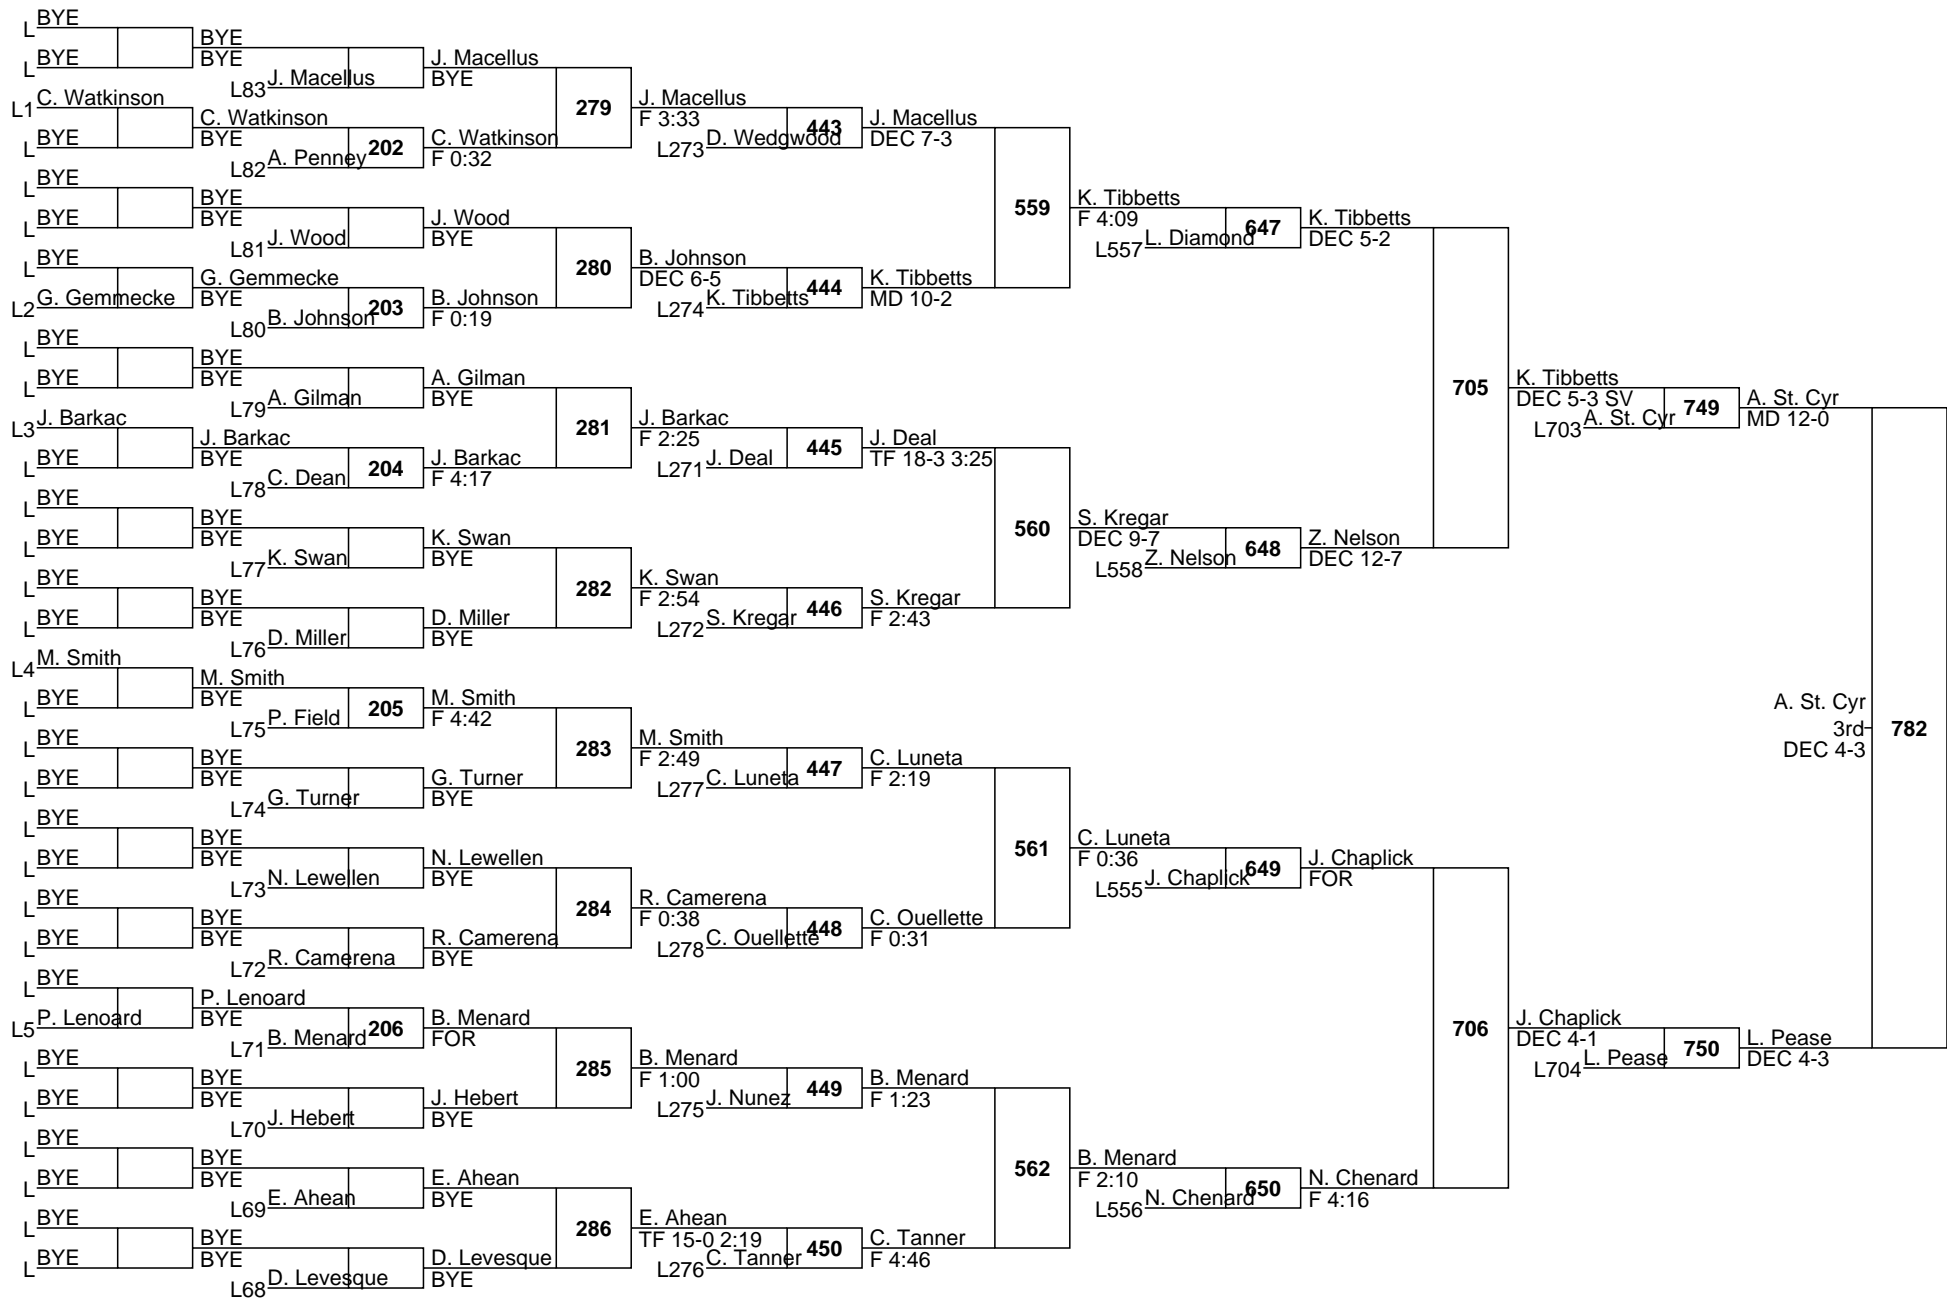 BYE
L
BYE
L
BYE
BYE
L83 J. Macellus
J. Macellus
BYE
L1 C. Watkinson
BYE
L
C. Watkinson
BYE
L82 A. Penney
202
C. Watkinson
F 0:32
279
J. Macellus
F 3:33
L273 D. Wedgwood
443
J. Macellus
DEC 7-3
BYE
L
BYE
L
BYE
BYE
L81 J. Wood
J. Wood
BYE
BYE
L
L2 G. Gemmecke
G. Gemmecke
BYE
L80 B. Johnson
203
B. Johnson
F 0:19
280
B. Johnson
DEC 6-5
L274 K. Tibbetts
444
K. Tibbetts
MD 10-2
559
K. Tibbetts
F 4:09
L557 L. Diamond
647
K. Tibbetts
DEC 5-2
BYE
L
BYE
L
BYE
BYE
L79 A. Gilman
A. Gilman
BYE
L3 J. Barkac
BYE
L
J. Barkac
BYE
L78 C. Dean
204
J. Barkac
F 4:17
281
J. Barkac
F 2:25
L271 J. Deal
445
J. Deal
TF 18-3 3:25
BYE
L
BYE
L
BYE
BYE
L77 K. Swan
K. Swan
BYE
BYE
L
BYE
L
BYE
BYE
L76 D. Miller
D. Miller
BYE
282
K. Swan
F 2:54
L272 S. Kregar
446
S. Kregar
F 2:43
560
S. Kregar
DEC 9-7
L558 Z. Nelson
648
Z. Nelson
DEC 12-7
705
K. Tibbetts
DEC 5-3 SV
L703 A. St. Cyr
749
A. St. Cyr
MD 12-0
L4 M. Smith
BYE
L
M. Smith
BYE
L75 P. Field
205
M. Smith
F 4:42
BYE
L
BYE
L
BYE
BYE
L74 G. Turner
G. Turner
BYE
283
M. Smith
F 2:49
L277 C. Luneta
447
C. Luneta
F 2:19
BYE
L
BYE
L
BYE
BYE
L73 N. Lewellen
N. Lewellen
BYE
BYE
L
BYE
L
BYE
BYE
L72 R. Camerena
R. Camerena
BYE
284
R. Camerena
F 0:38
L278 C. Ouellette
448
C. Ouellette
F 0:31
561
C. Luneta
F 0:36
L555 J. Chaplick
649
J. Chaplick
FOR
BYE
L
L5 P. Lenoard
P. Lenoard
BYE
L71 B. Menard
206
B. Menard
FOR
BYE
L
BYE
L
BYE
BYE
L70 J. Hebert
J. Hebert
BYE
285
B. Menard
F 1:00
L275 J. Nunez
449
B. Menard
F 1:23
BYE
L
BYE
L
BYE
BYE
L69 E. Ahean
E. Ahean
BYE
BYE
L
BYE
L
BYE
BYE
L68 D. Levesque
D. Levesque
BYE
286
E. Ahean
TF 15-0 2:19
L276 C. Tanner
450
C. Tanner
F 4:46
562
B. Menard
F 2:10
L556 N. Chenard
650
N. Chenard
F 4:16
706
J. Chaplick
DEC 4-1
L704 L. Pease
750
L. Pease
DEC 4-3
A. St. Cyr
3rd
DEC 4-3
782